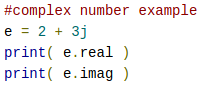 #complex number example
e = 2 + 3j
print( e.real )
print( e.imag )